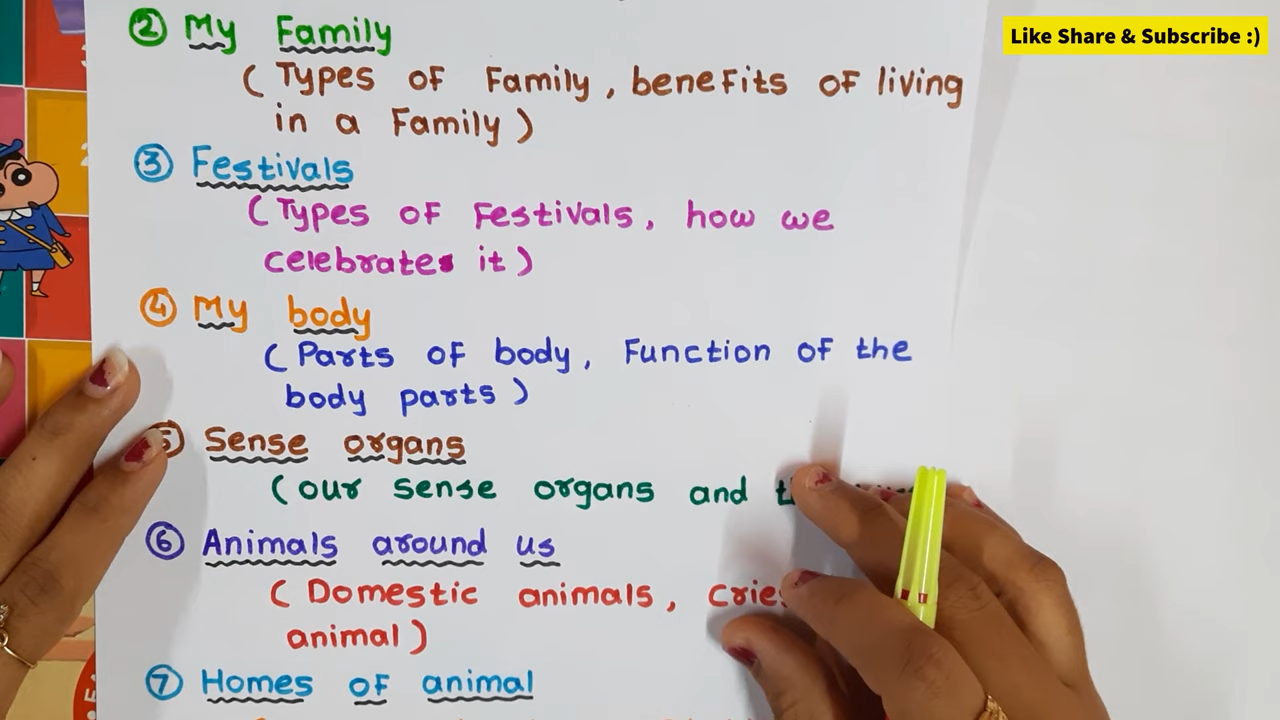 Like Share & Subscribe :)
② My Family
(Types of Family, benefits of living
in a Family)
③ Festivals
(Types of Festivals, how we
celebrates it)
④ My body
(Parts of body, Function of the
body parts)
⑤ Sense organs
(our sense organs and
⑥ Animals around us
(Domestic animals,
animal)
⑦ Homes of animal